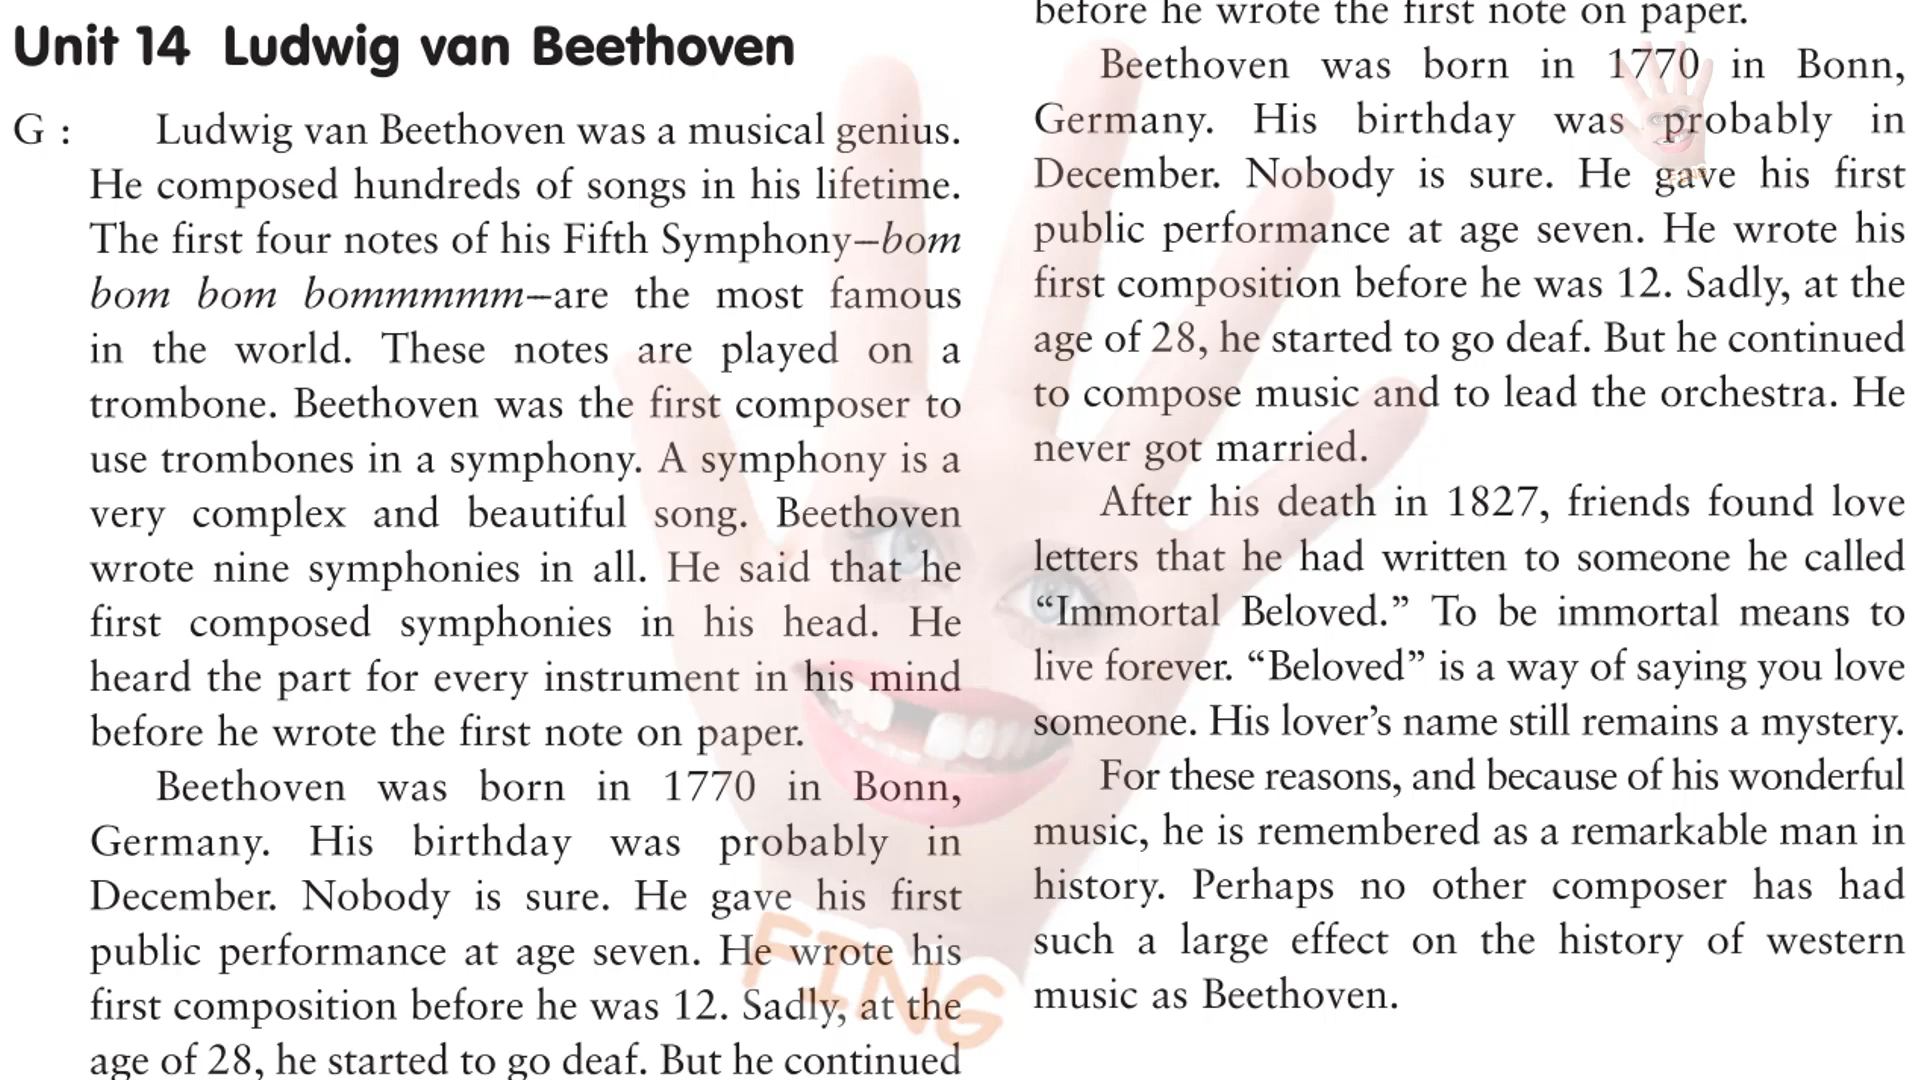 Unit 14 Ludwig van Beethoven
G : Ludwig van Beethoven was a musical genius.
He composed hundreds of songs in his lifetime.
The first four notes of his Fifth Symphony–bom
bom bom bommmmm–are the most famous
in the world. These notes are played on a
trombone. Beethoven was the first composer to
use trombones in a symphony. A symphony is a
very complex and beautiful song. Beethoven
wrote nine symphonies in all. He said that he
first composed symphonies in his head. He
heard the part for every instrument in his mind
before he wrote the first note on paper.
Beethoven was born in 1770 in Bonn,
Germany. His birthday was probably in
December. Nobody is sure. He gave his first
public performance at age seven. He wrote his
first composition before he was 12. Sadly, at the
age of 28, he started to go deaf. But he continued
before he wrote the first note on paper.
Beethoven was born in 1770 in Bonn,
Germany. His birthday was probably in
December. Nobody is sure. He gave his first
public performance at age seven. He wrote his
first composition before he was 12. Sadly, at the
age of 28, he started to go deaf. But he continued
to compose music and to lead the orchestra. He
never got married.
After his death in 1827, friends found love
letters that he had written to someone he called
“Immortal Beloved.” To be immortal means to
live forever. “Beloved” is a way of saying you love
someone. His lover’s name still remains a mystery.
For these reasons, and because of his wonderful
music, he is remembered as a remarkable man in
history. Perhaps no other composer has had
such a large effect on the history of western
music as Beethoven.
FING
FING